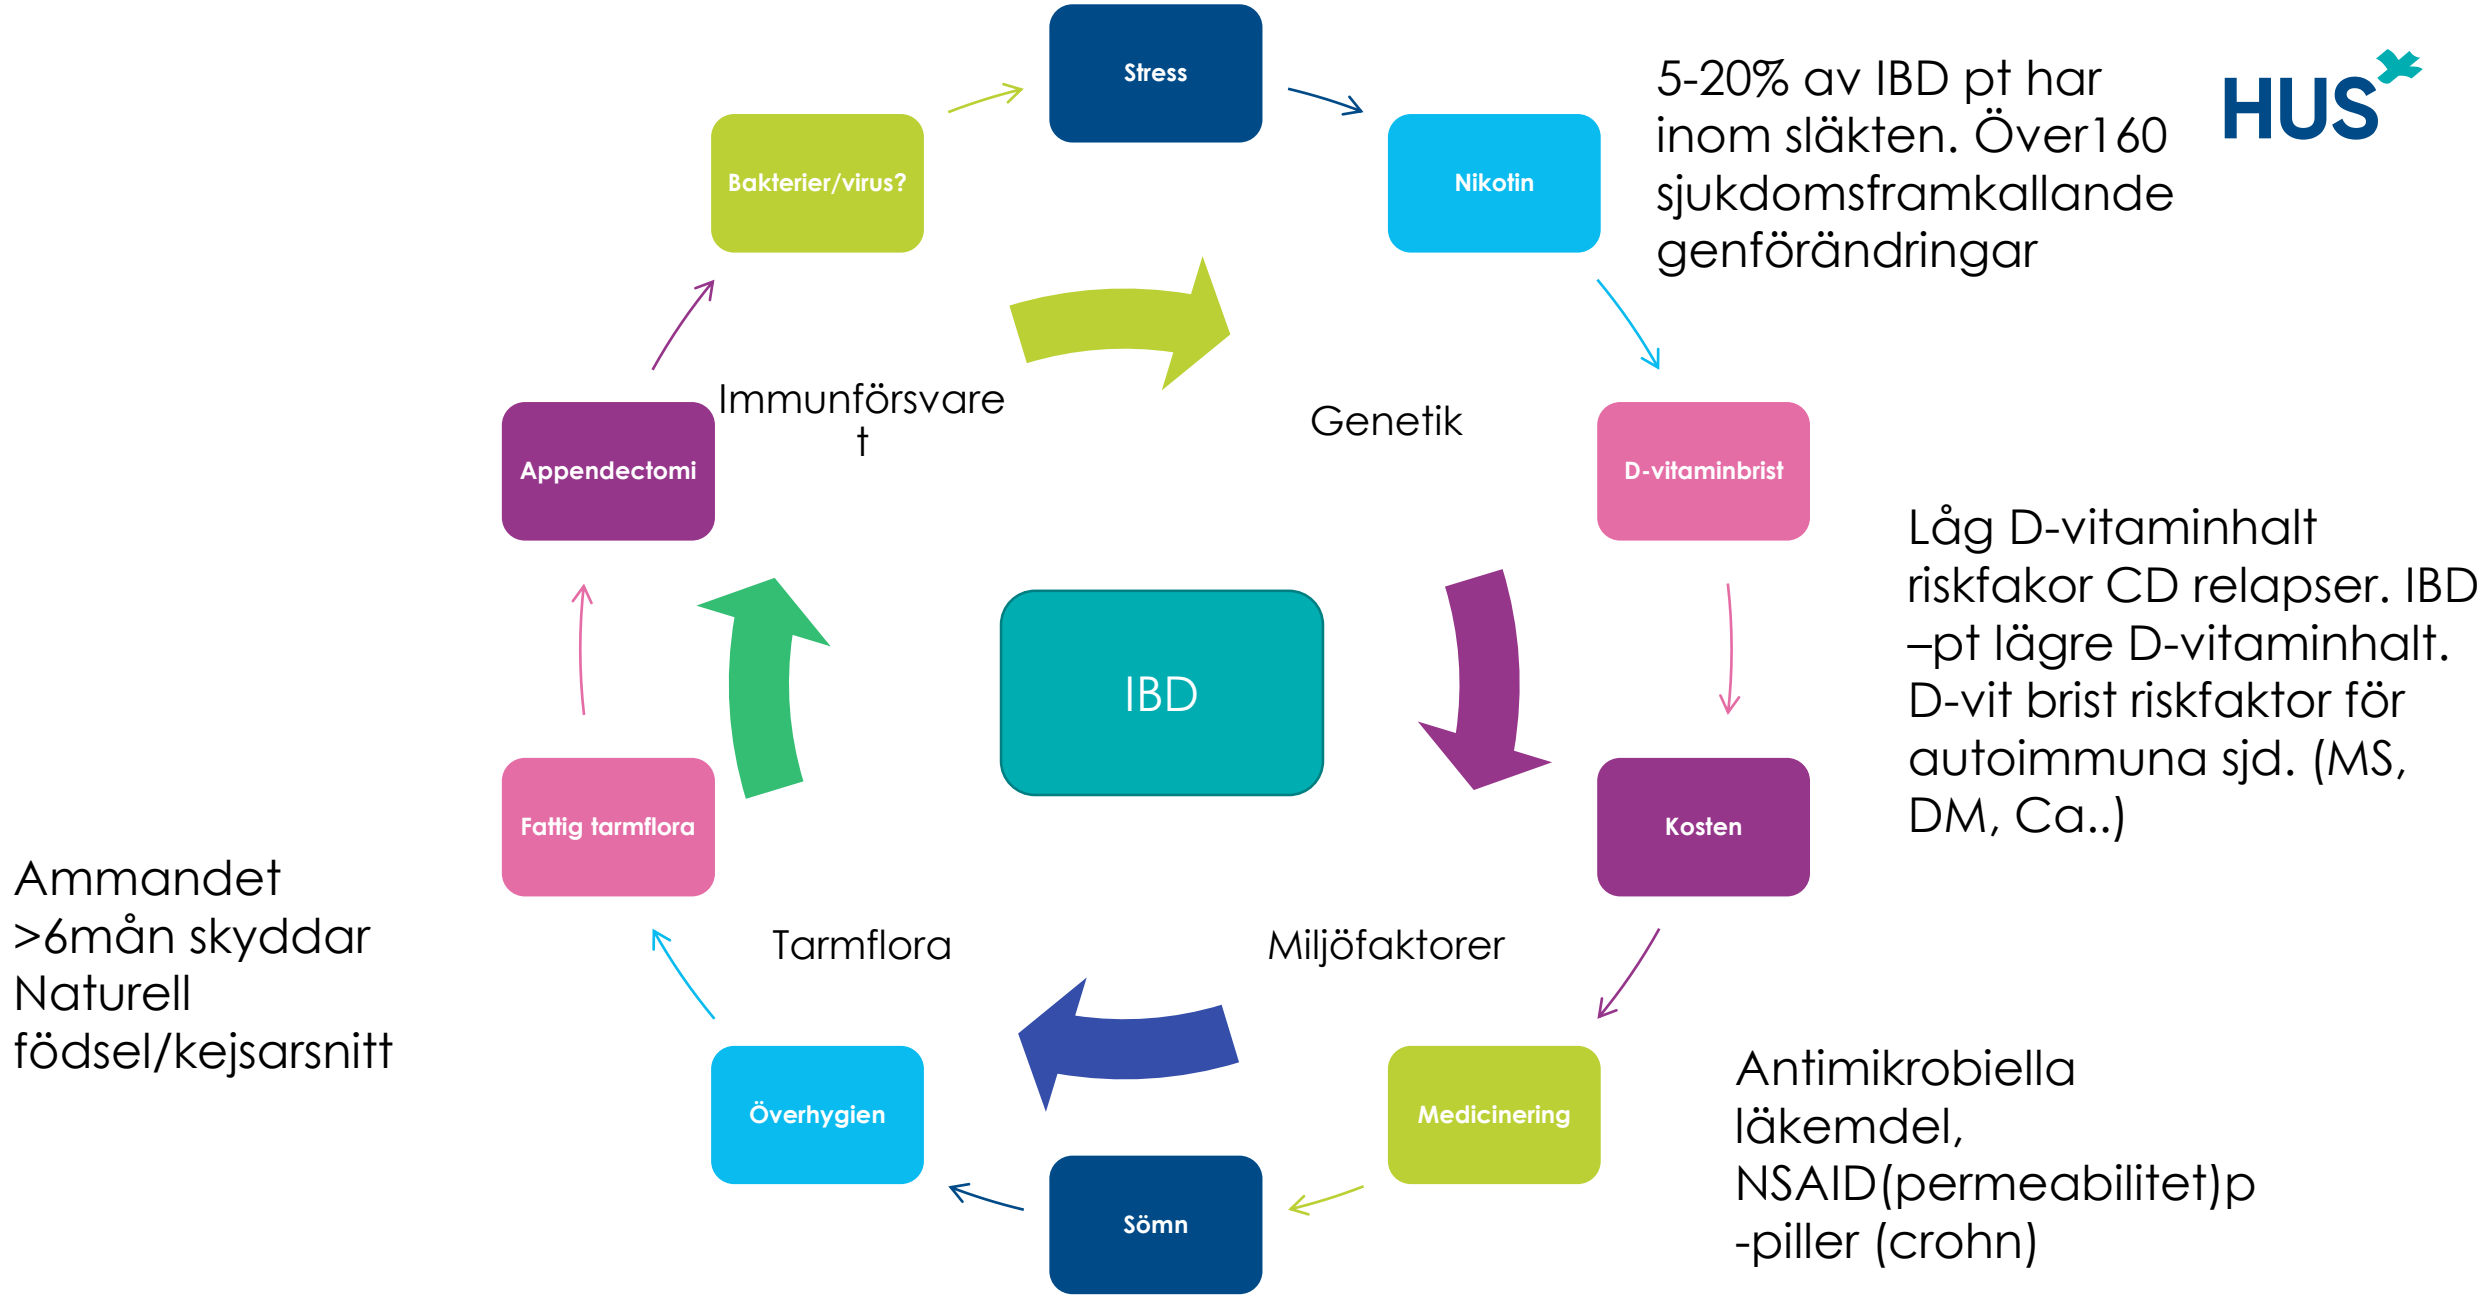 Stress
5-20% av IBD pt har
inom släkten. Över160
sjukdomsframkallande
genförändringar
HUS
Bakterier/virus?
Nikotin
Immunförsvare
t
Genetik
Appendectomi
D-vitaminbrist
Låg D-vitaminhalt
riskfakor CD relapser. IBD
–pt lägre D-vitaminhalt.
D-vit brist riskfaktor för
autoimmuna sjd. (MS,
DM, Ca..)
IBD
Fattig tarmflora
Kosten
Ammandet
>6mån skyddar
Naturell
födsel/kejsarsnitt
Tarmflora
Miljöfaktorer
Överhygien
Medicinering
Antimikrobiella
läkemdel,
NSAID(permeabilitet)p
-piller (crohn)
Sömn